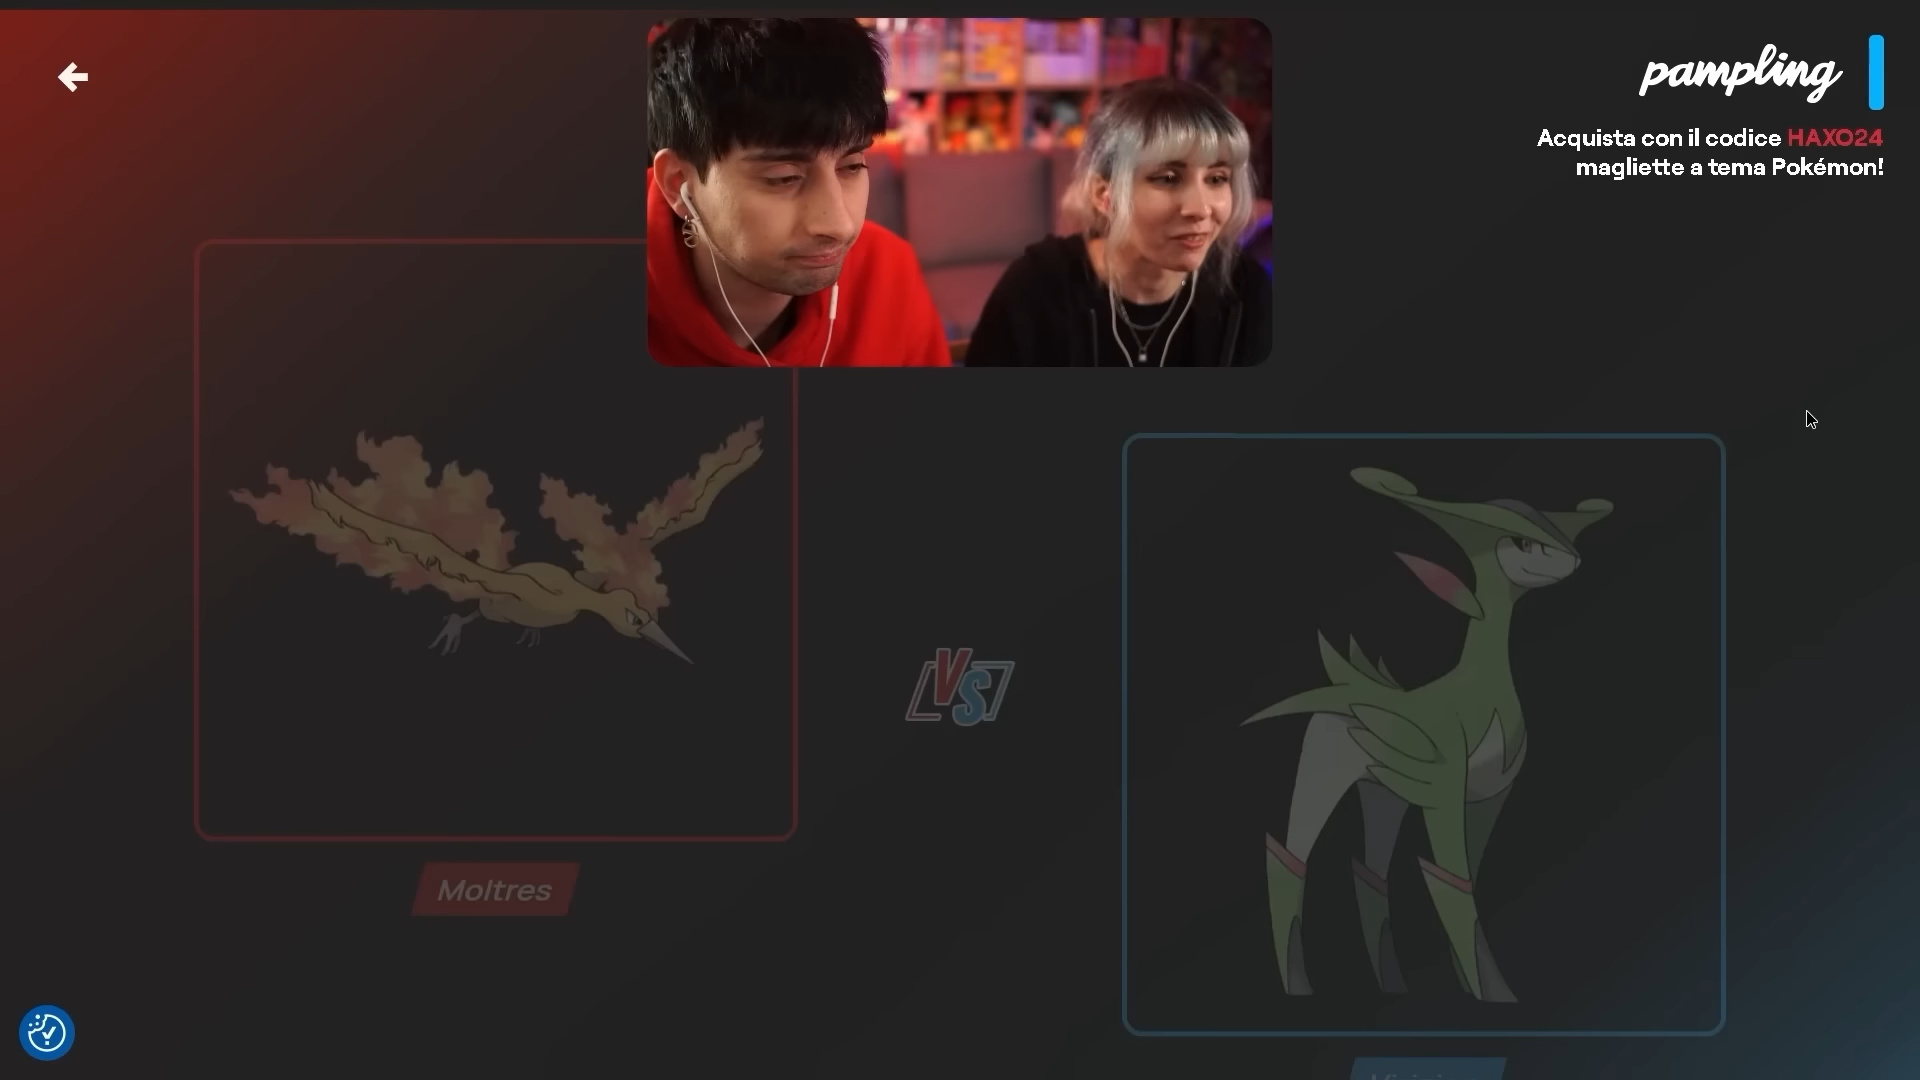 pampling
Acquista con il codice HAXO24
magliette a tema Pokémon!
VS
Moltres